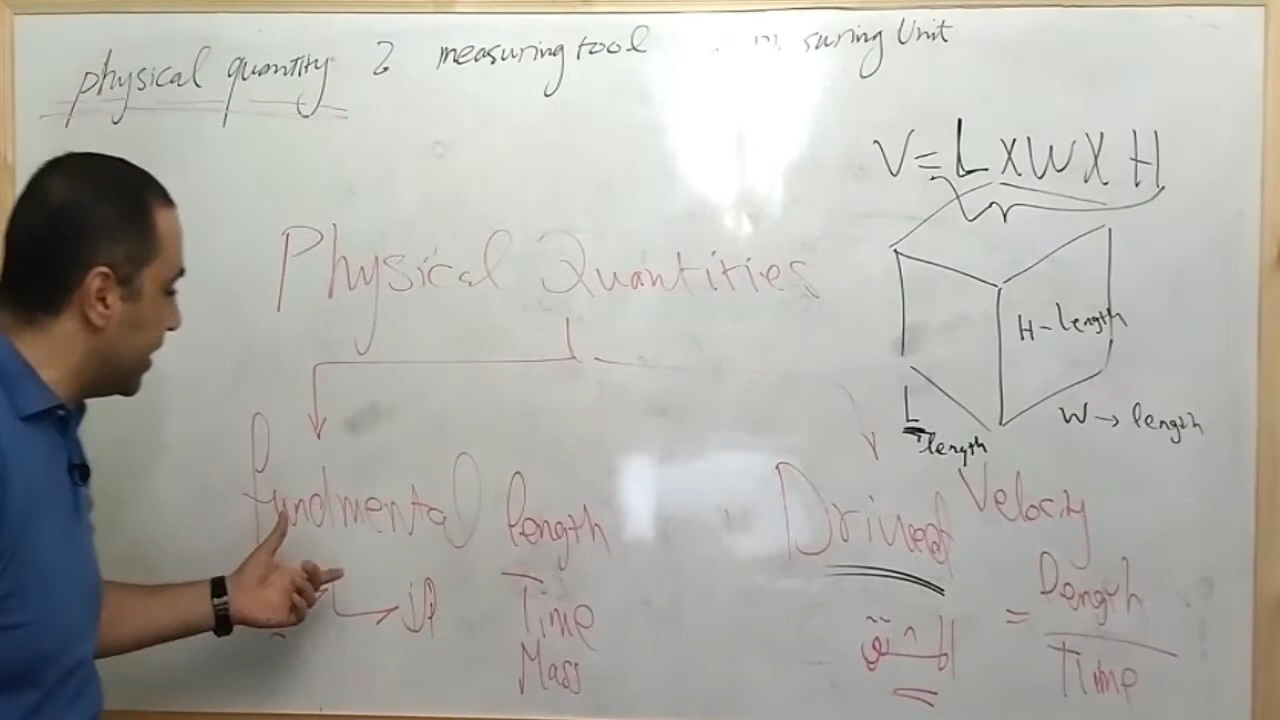 physical quantity & measuring tool suring Unit
V=LXWXH
Physical Quantities
H-Length
W→length
L
length
fundmental length
Drived Velocity
Time
Mass
المشتق
= Length
Time